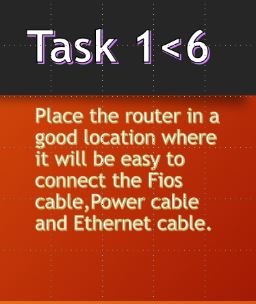 Task 1<6
Place the router in a
good location where
it will be easy to
connect the Fios
cable,Power cable
and Ethernet cable.